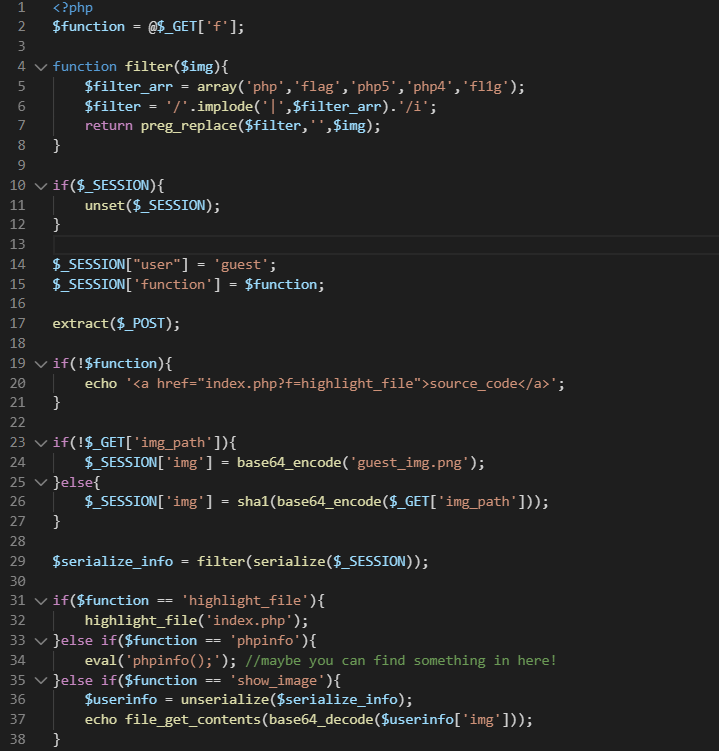 1 <?php
2 $function = @$_GET['f'];
3
4 function filter($img){
5     $filter_arr = array('php','flag','php5','php4','fl1g');
6     $filter = '/'.implode('|',$filter_arr).'/i';
7     return preg_replace($filter,'',$img);
8 }
9
10 if($_SESSION){
11     unset($_SESSION);
12 }
13
14 $_SESSION["user"] = 'guest';
15 $_SESSION['function'] = $function;
16
17 extract($_POST);
18
19 if(!$function){
20     echo '<a href="index.php?f=highlight_file">source_code</a>';
21 }
22
23 if(!$_GET['img_path']){
24     $_SESSION['img'] = base64_encode('guest_img.png');
25 }else{
26     $_SESSION['img'] = sha1(base64_encode($_GET['img_path']));
27 }
28
29 $serialize_info = filter(serialize($_SESSION));
30
31 if($function == 'highlight_file'){
32     highlight_file('index.php');
33 }else if($function == 'phpinfo'){
34     eval('phpinfo();'); //maybe you can find something in here!
35 }else if($function == 'show_image'){
36     $userinfo = unserialize($serialize_info);
37     echo file_get_contents(base64_decode($userinfo['img']));
38 }